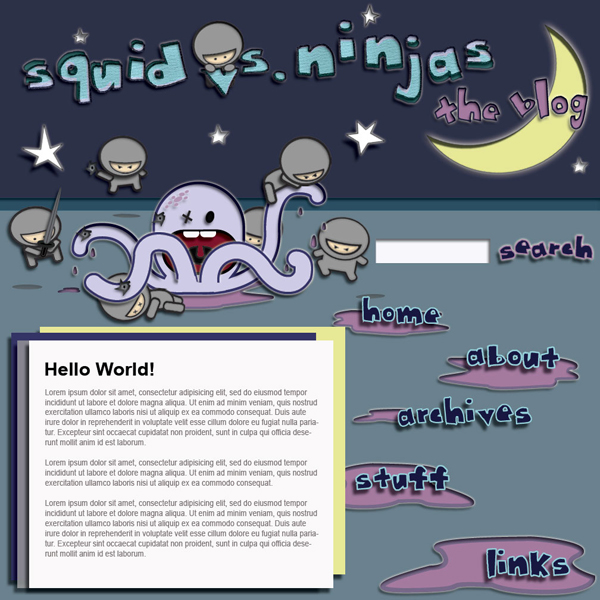 squid vs. ninjas
the blog
search
home
about
archives
stuff
links
Hello World!
Lorem ipsum dolor sit amet, consectetur adipisicing elit, sed do eiusmod tempor
incididunt ut labore et dolore magna aliqua. Ut enim ad minim veniam, quis nostrud
exercitation ullamco laboris nisi ut aliquip ex ea commodo consequat. Duis aute
irure dolor in reprehenderit in voluptate velit esse cillum dolore eu fugiat nulla paria-
tur. Excepteur sint occaecat cupidatat non proident, sunt in culpa qui officia dese-
runt mollit anim id est laborum.
Lorem ipsum dolor sit amet, consectetur adipisicing elit, sed do eiusmod tempor
incididunt ut labore et dolore magna aliqua. Ut enim ad minim veniam, quis nostrud
exercitation ullamco laboris nisi ut aliquip ex ea commodo consequat.
Lorem ipsum dolor sit amet, consectetur adipisicing elit, sed do eiusmod tempor
incididunt ut labore et dolore magna aliqua. Ut enim ad minim veniam, quis nostrud
exercitation ullamco laboris nisi ut aliquip ex ea commodo consequat. Duis aute
irure dolor in reprehenderit in voluptate velit esse cillum dolore eu fugiat nulla paria-
tur. Excepteur sint occaecat cupidatat non proident, sunt in culpa qui officia dese-
runt mollit anim id est laborum.